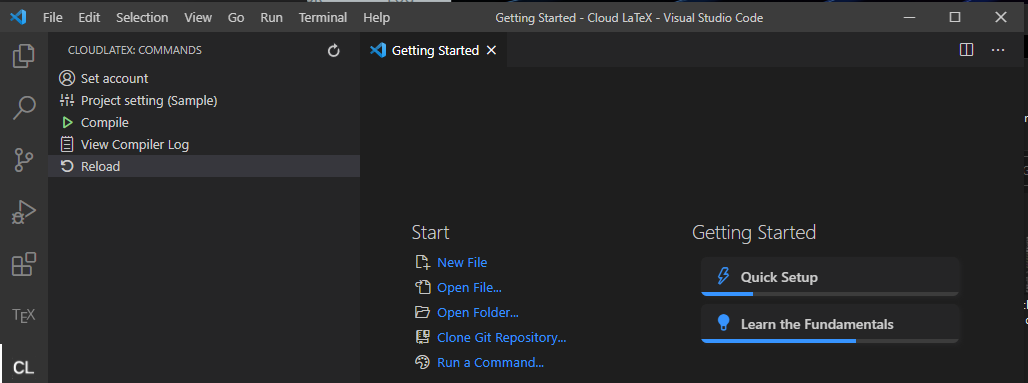 File Edit Selection View Go Run Terminal Help Getting Started - Cloud LaTeX - Visual Studio Code
CLOUDLATEX: COMMANDS
Getting Started
Set account
Project setting (Sample)
Compile
View Compiler Log
Reload
Start
New File
Open File...
Open Folder...
Clone Git Repository...
Run a Command...
Getting Started
Quick Setup
Learn the Fundamentals
TEX
CL